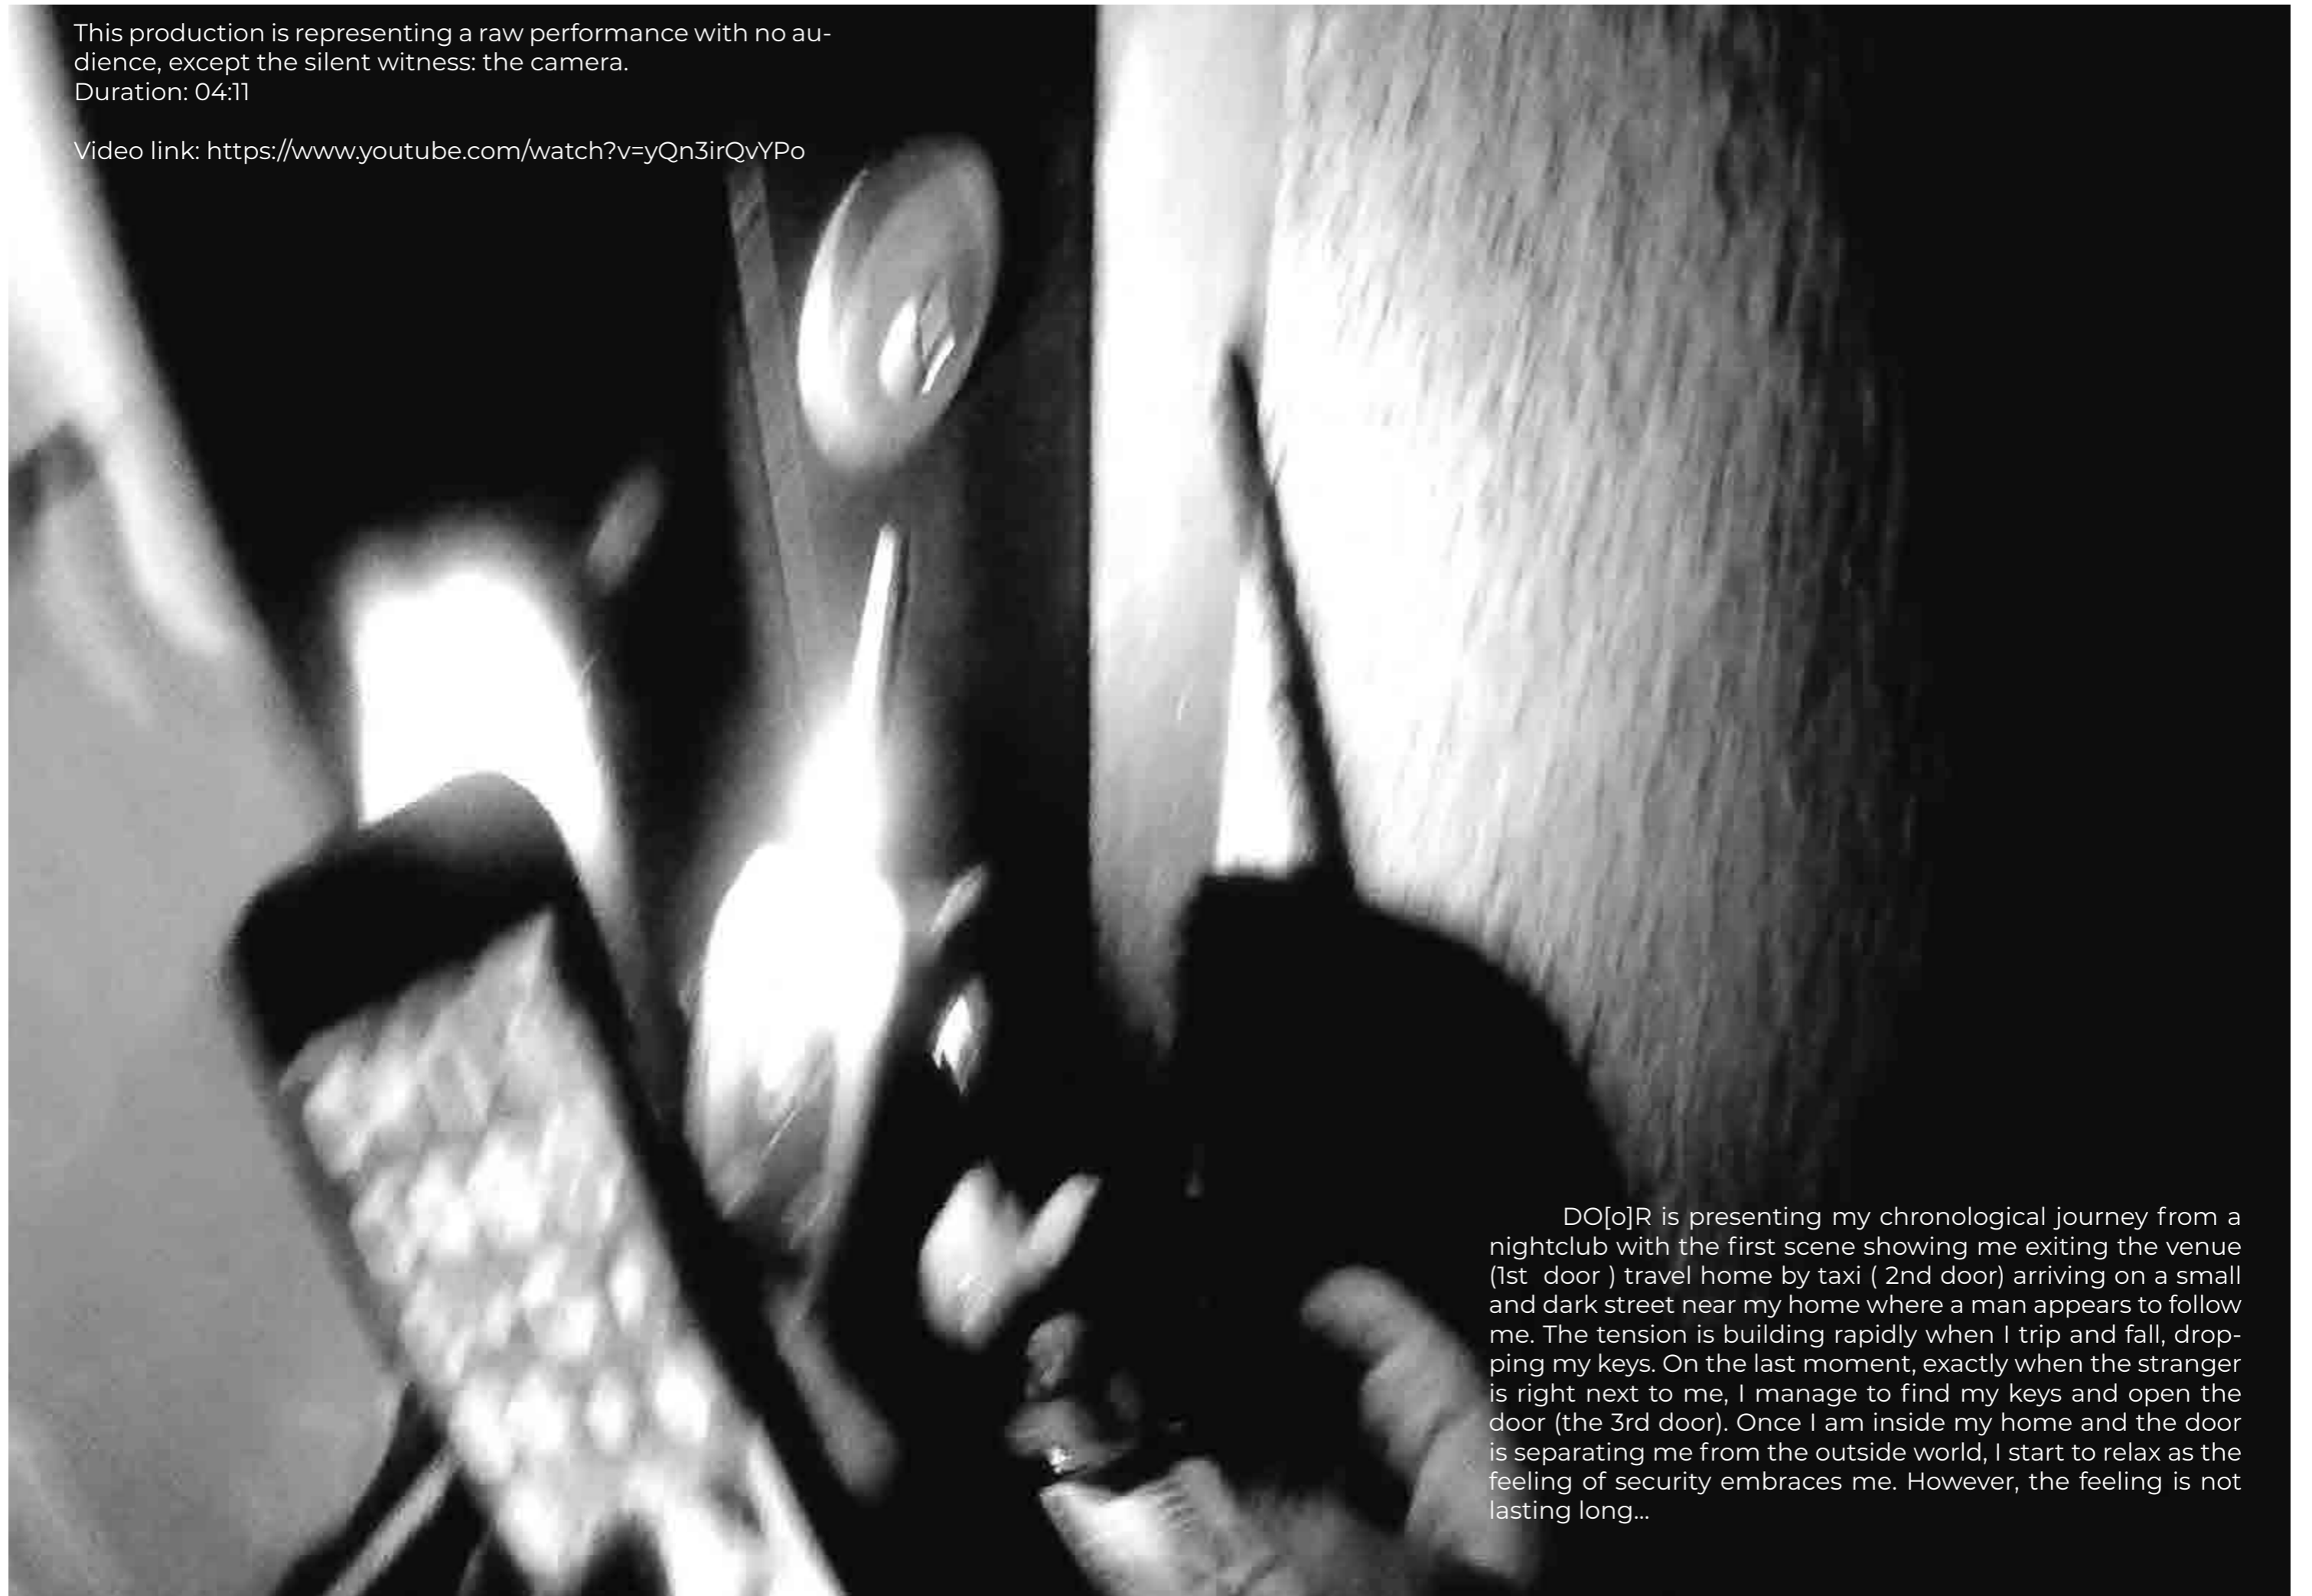 This production is representing a raw performance with no au-
dience, except the silent witness: the camera.
Duration: 04:11
Video link: https://www.youtube.com/watch?v=yQn3irQvYPo
DO[o]R is presenting my chronological journey from a
nightclub with the first scene showing me exiting the venue
(1st door ) travel home by taxi ( 2nd door) arriving on a small
and dark street near my home where a man appears to follow
me. The tension is building rapidly when I trip and fall, drop-
ping my keys. On the last moment, exactly when the stranger
is right next to me, I manage to find my keys and open the
door (the 3rd door). Once I am inside my home and the door
is separating me from the outside world, I start to relax as the
feeling of security embraces me. However, the feeling is not
lasting long...